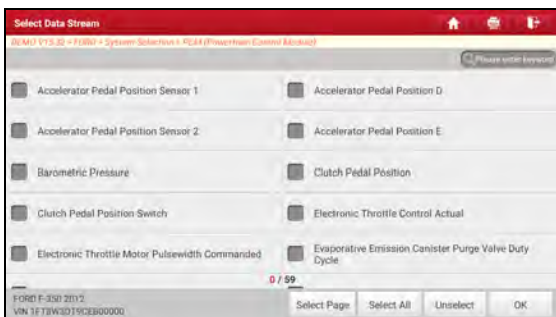 Select Data Stream
DEMO V15.32 > FORD > System Selection > PCM (Powertrain Control Module)
Please enter keyword
Accelerator Pedal Position Sensor 1
Accelerator Pedal Position D
Accelerator Pedal Position Sensor 2
Accelerator Pedal Position E
Barometric Pressure
Clutch Pedal Position
Clutch Pedal Position Switch
Electronic Throttle Control Actual
Electronic Throttle Motor Pulsewidth Commanded
Evaporative Emission Canister Purge Valve Duty
Cycle
0 / 59
FORD F-350 2012
VIN
Select Page
Select All
Unselect
OK